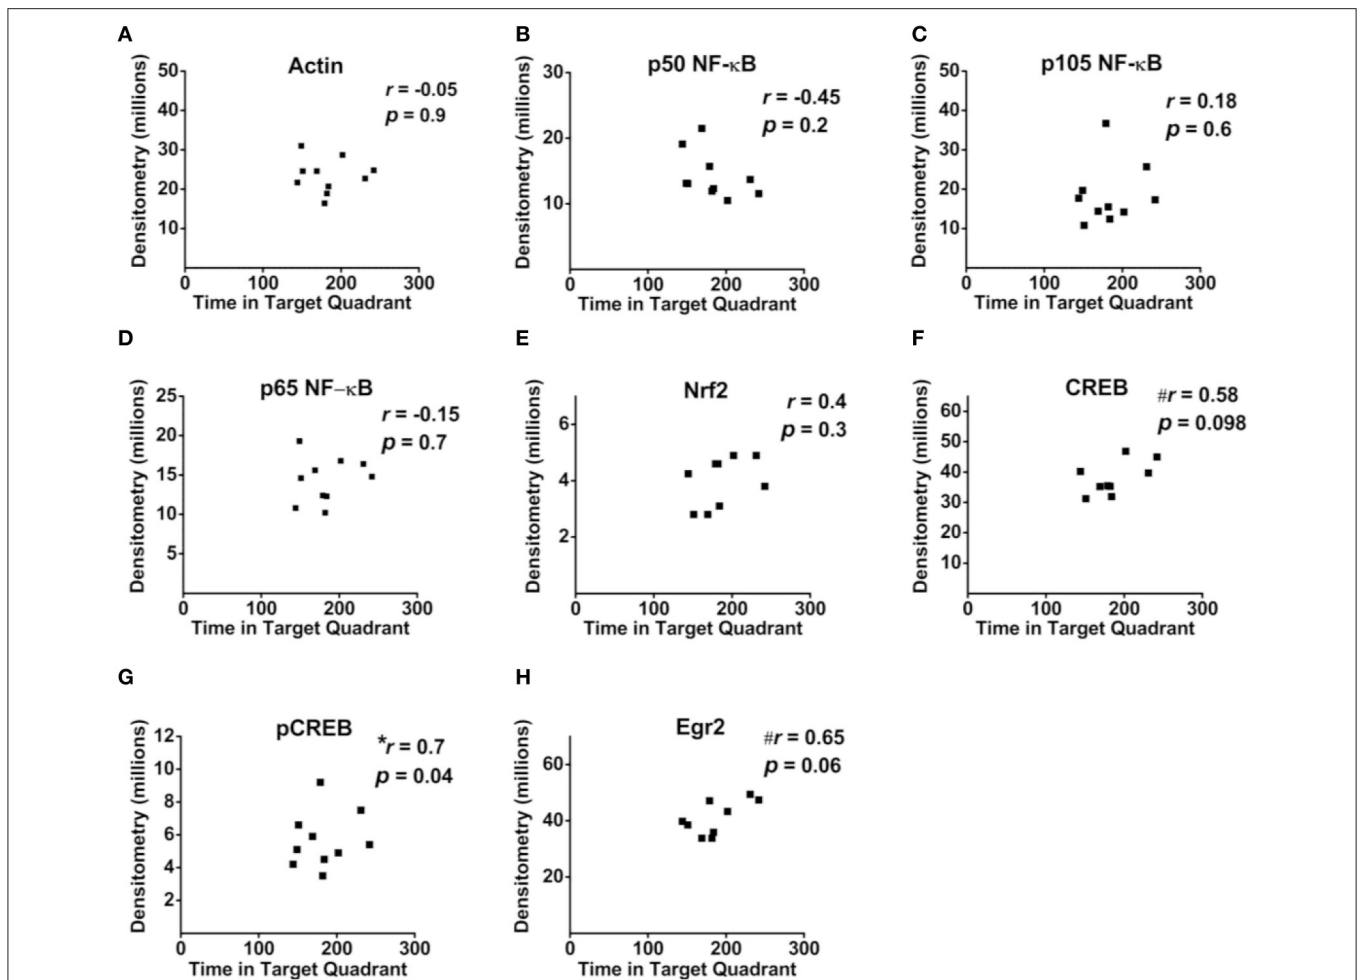 A
Actin
r = -0.05
p = 0.9
Densitometry (millions)
50
40
30
20
10
0 100 200 300
Time in Target Quadrant
B
p50 NF-κB
r = -0.45
p = 0.2
Densitometry (millions)
30
20
10
0 100 200 300
Time in Target Quadrant
C
p105 NF-κB
r = 0.18
p = 0.6
Densitometry (millions)
50
40
30
20
10
0 100 200 300
Time in Target Quadrant
D
p65 NF–κB
r = -0.15
p = 0.7
Densitometry (millions)
25
20
15
10
5
0 100 200 300
Time in Target Quadrant
E
Nrf2
r = 0.4
p = 0.3
Densitometry (millions)
6
4
2
0 100 200 300
Time in Target Quadrant
F
CREB
#r = 0.58
p = 0.098
Densitometry (millions)
60
50
40
30
20
10
0 100 200 300
Time in Target Quadrant
G
pCREB
*r = 0.7
p = 0.04
Densitometry (millions)
12
10
8
6
4
2
0 100 200 300
Time in Target Quadrant
H
Egr2
#r = 0.65
p = 0.06
Densitometry (millions)
60
40
20
0 100 200 300
Time in Target Quadrant